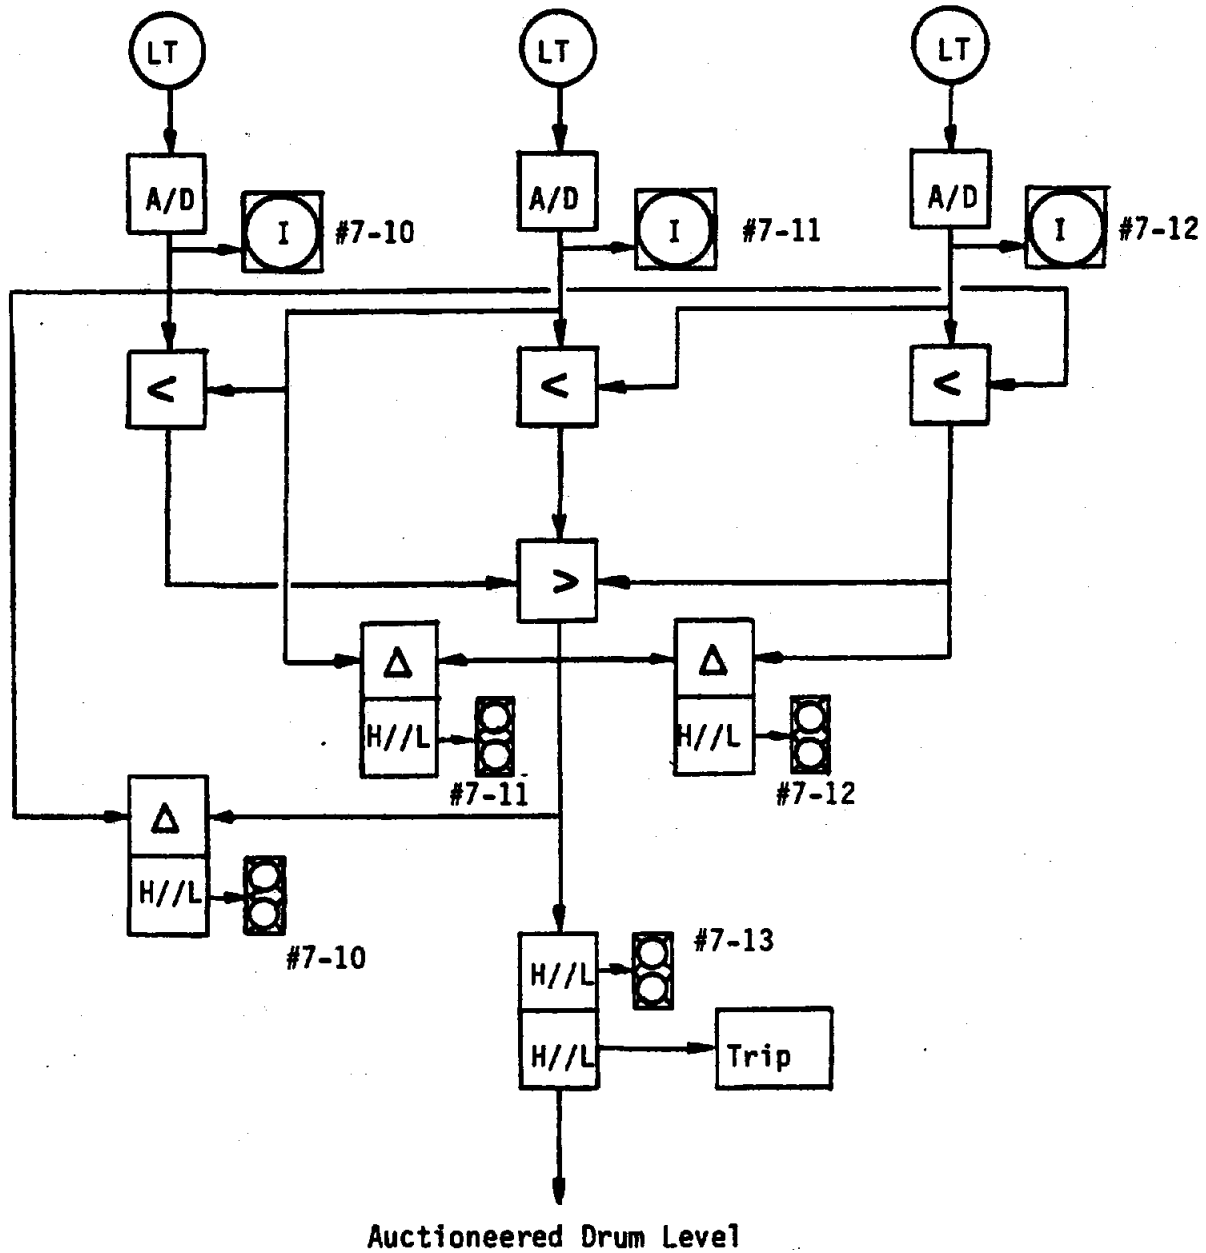 LT LT LT
A/D A/D A/D
I #7-10 I #7-11 I #7-12
< < <
>
Δ Δ
H//L H//L
#7-11 #7-12
Δ
H//L
#7-10
#7-13
H//L
H//L Trip
Auctioneered Drum Level